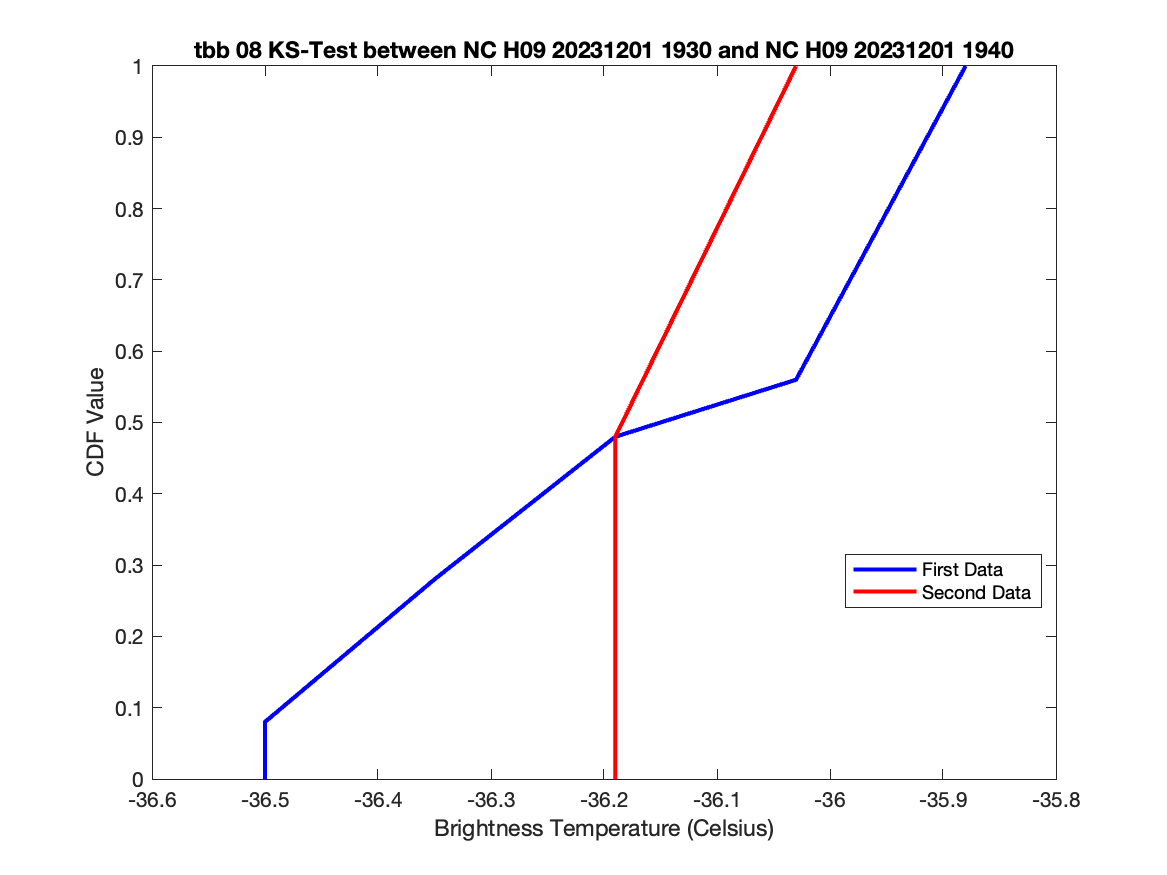 tbb 08 KS-Test between NC H09 20231201 1930 and NC H09 20231201 1940
1
0.9
0.8
0.7
0.6
0.5
0.4
0.3
0.2
0.1
0
CDF Value
First Data
Second Data
-36.6 -36.5 -36.4 -36.3 -36.2 -36.1 -36 -35.9 -35.8
Brightness Temperature (Celsius)